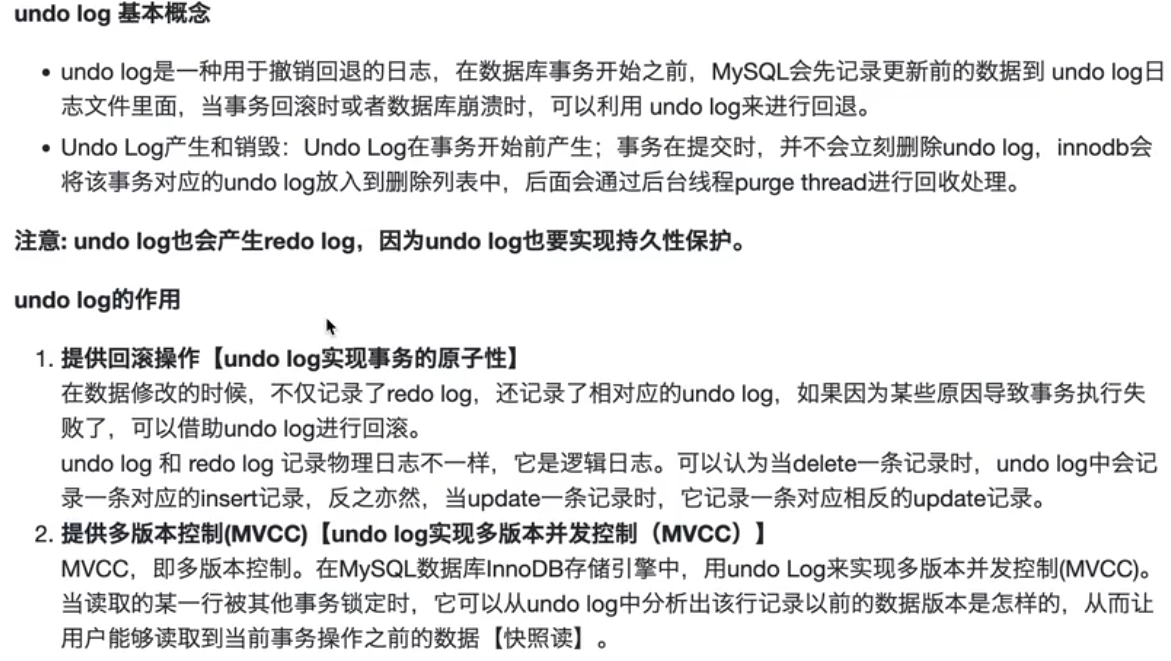 undo log 基本概念
• undo log是一种用于撤销回退的日志，在数据库事务开始之前，MySQL会先记录更新前的数据到 undo log日
志文件里面，当事务回滚时或者数据库崩溃时，可以利用 undo log来进行回退。
• Undo Log产生和销毁：Undo Log在事务开始前产生；事务在提交时，并不会立刻删除undo log，innodb会
将该事务对应的undo log放入到删除列表中，后面会通过后台线程purge thread进行回收处理。
注意: undo log也会产生redo log，因为undo log也要实现持久性保护。
undo log的作用
1. 提供回滚操作【undo log实现事务的原子性】
在数据修改的时候，不仅记录了redo log，还记录了相对应的undo log，如果因为某些原因导致事务执行失
败了，可以借助undo log进行回滚。
undo log 和 redo log 记录物理日志不一样，它是逻辑日志。可以认为当delete一条记录时，undo log中会记
录一条对应的insert记录，反之亦然，当update一条记录时，它记录一条对应相反的update记录。
2. 提供多版本控制(MVCC)【undo log实现多版本并发控制（MVCC）】
MVCC，即多版本控制。在MySQL数据库InnoDB存储引擎中，用undo Log来实现多版本并发控制(MVCC)。
当读取的某一行被其他事务锁定时，它可以从undo log中分析出该行记录以前的数据版本是怎样的，从而让
用户能够读取到当前事务操作之前的数据【快照读】。